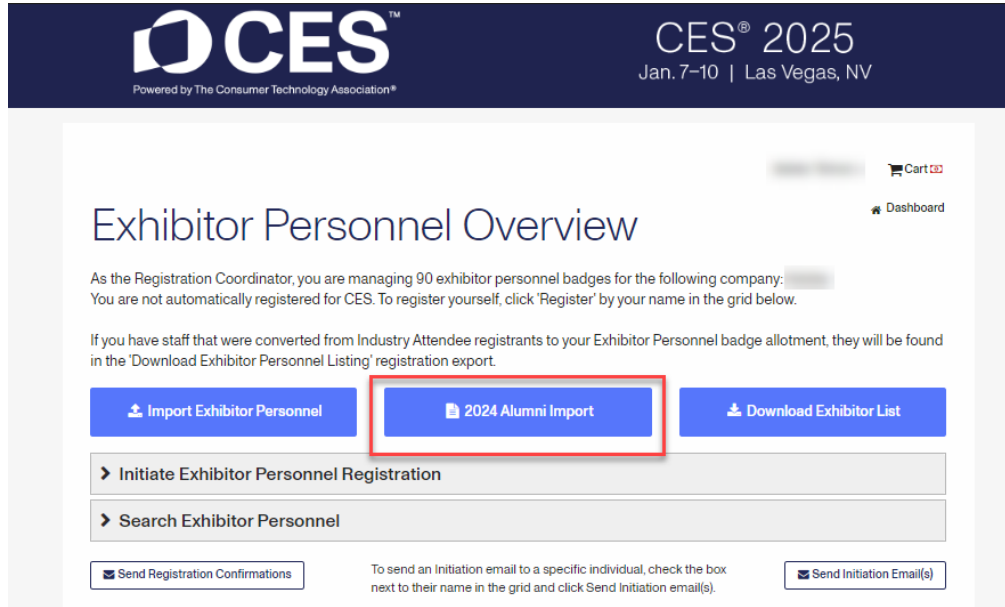 CES™
Powered by The Consumer Technology Association®
CES® 2025
Jan. 7–10 | Las Vegas, NV
Cart
Dashboard
Exhibitor Personnel Overview
As the Registration Coordinator, you are managing 90 exhibitor personnel badges for the following company:
You are not automatically registered for CES. To register yourself, click 'Register' by your name in the grid below.
If you have staff that were converted from Industry Attendee registrants to your Exhibitor Personnel badge allotment, they will be found
in the 'Download Exhibitor Personnel Listing' registration export.
Import Exhibitor Personnel
2024 Alumni Import
Download Exhibitor List
Initiate Exhibitor Personnel Registration
Search Exhibitor Personnel
Send Registration Confirmations
To send an Initiation email to a specific individual, check the box
next to their name in the grid and click Send Initiation email(s).
Send Initiation Email(s)